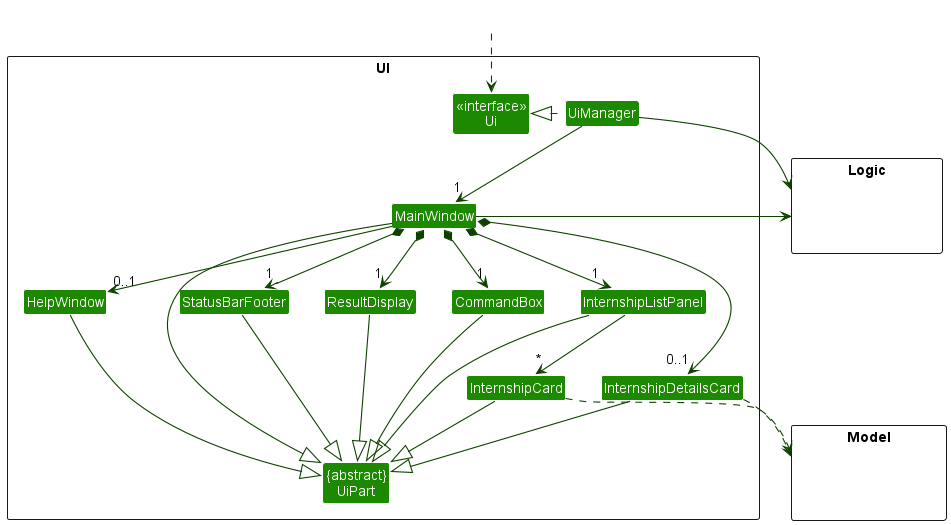 UI
«interface»
Ui
UiManager
Logic
1
MainWindow
0..1
1
1
1
1
HelpWindow
StatusBarFooter
ResultDisplay
CommandBox
InternshipListPanel
*
0..1
InternshipCard
InternshipDetailsCard
Model
{abstract}
UiPart